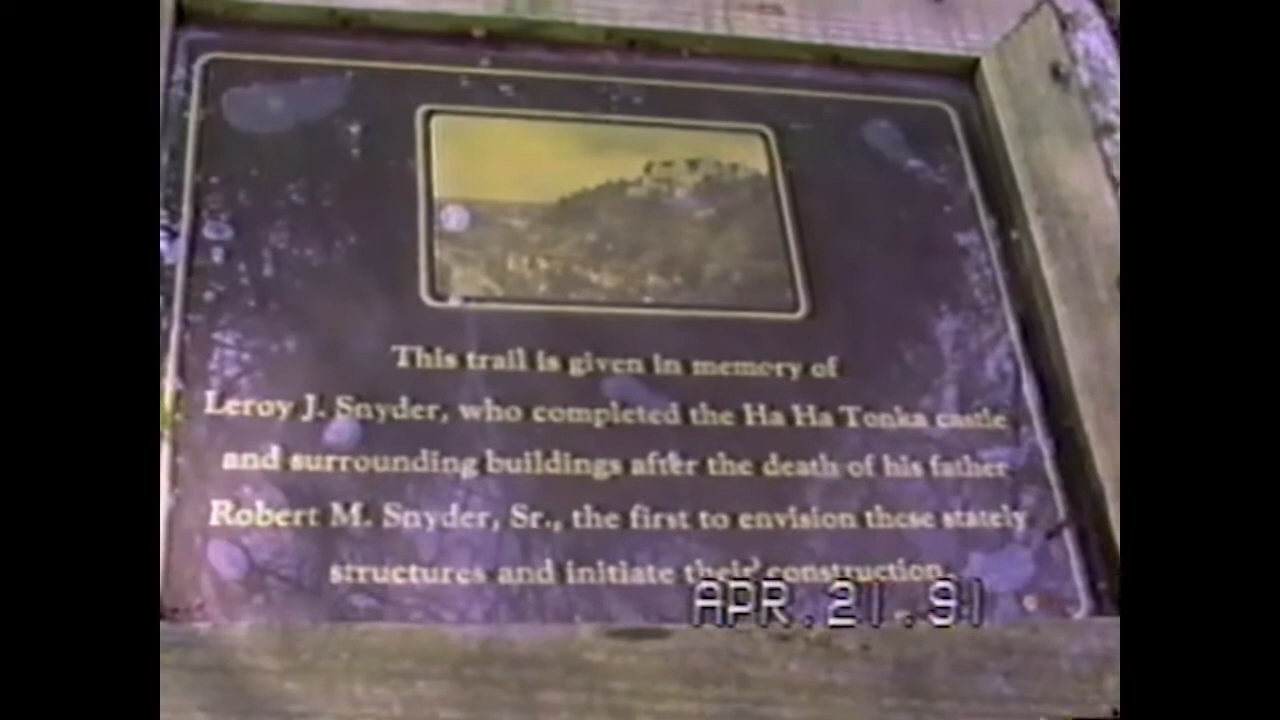 This trail is given in memory of
Leroy J. Snyder, who completed the Ha Ha Tonka castle
and surrounding buildings after the death of his father
Robert M. Snyder, Sr., the first to envision these stately
structures and initiate their construction.
APR.21.91